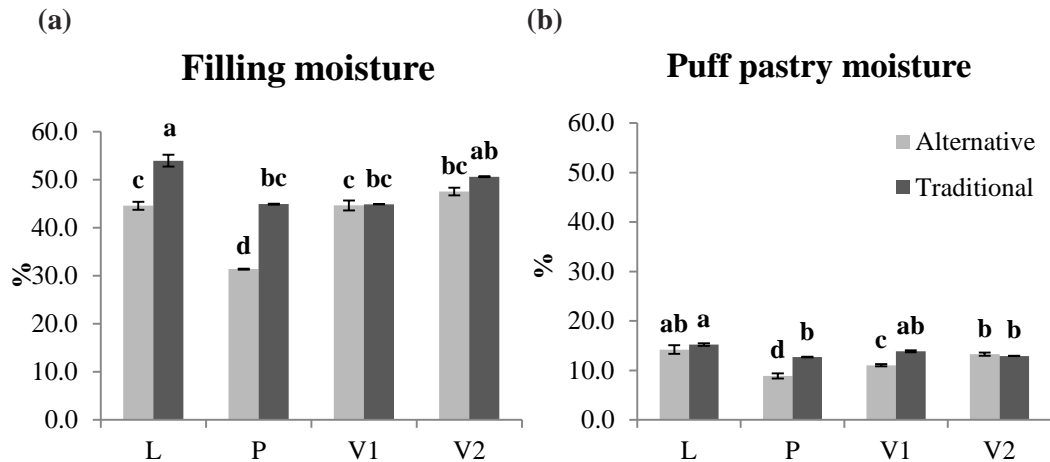 (a)
Filling moisture
60.0
50.0
40.0
30.0
20.0
10.0
0.0
%
c a
d bc
c bc
bc ab
L P V1 V2
(b)
Puff pastry moisture
60.0
50.0
40.0
30.0
20.0
10.0
0.0
%
Alternative
Traditional
ab a
d b
c ab
b b
L P V1 V2